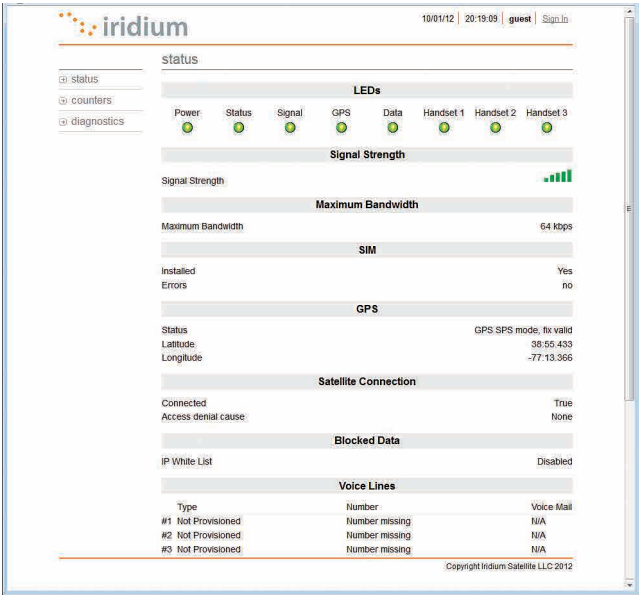 iridium
10/01/12 20:19:09 guest Sign In
status
status
counters
diagnostics
LEDs
Power Status Signal GPS Data Handset 1 Handset 2 Handset 3
Signal Strength
Signal Strength
Maximum Bandwidth
Maximum Bandwidth 64 kbps
SIM
Installed Yes
Errors no
GPS
Status GPS SPS mode, fix valid
Latitude 38:55.433
Longitude -77:13.366
Satellite Connection
Connected True
Access denial cause None
Blocked Data
IP White List Disabled
Voice Lines
Type Number Voice Mail
#1 Not Provisioned Number missing N/A
#2 Not Provisioned Number missing N/A
#3 Not Provisioned Number missing N/A
Copyright Iridium Satellite LLC 2012